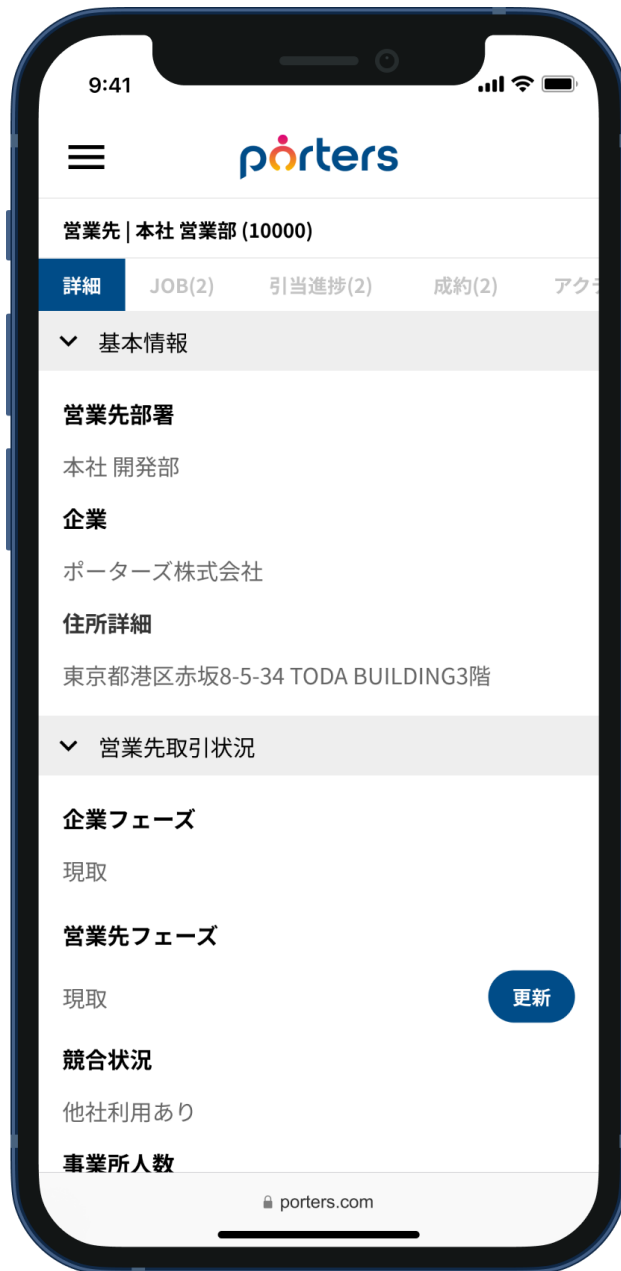 9:41
porters
営業先 | 本社 営業部 (10000)
詳細 JOB(2) 引当進捗(2) 成約(2) アク
基本情報
営業先部署
本社 開発部
企業
ポーターズ株式会社
住所詳細
東京都港区赤坂8-5-34 TODA BUILDING3階
営業先取引状況
企業フェーズ
現取
営業先フェーズ
現取 更新
競合状況
他社利用あり
事業所人数
porters.com